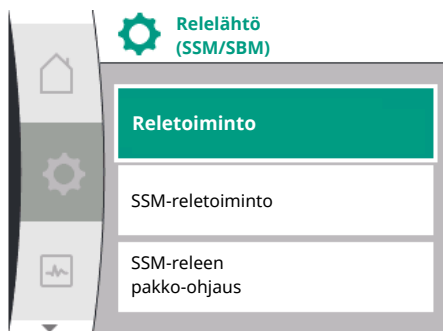 Relelähtö
(SSM/SBM)
Reletoiminto
SSM-reletoiminto
SSM-releen
pakko-ohjaus